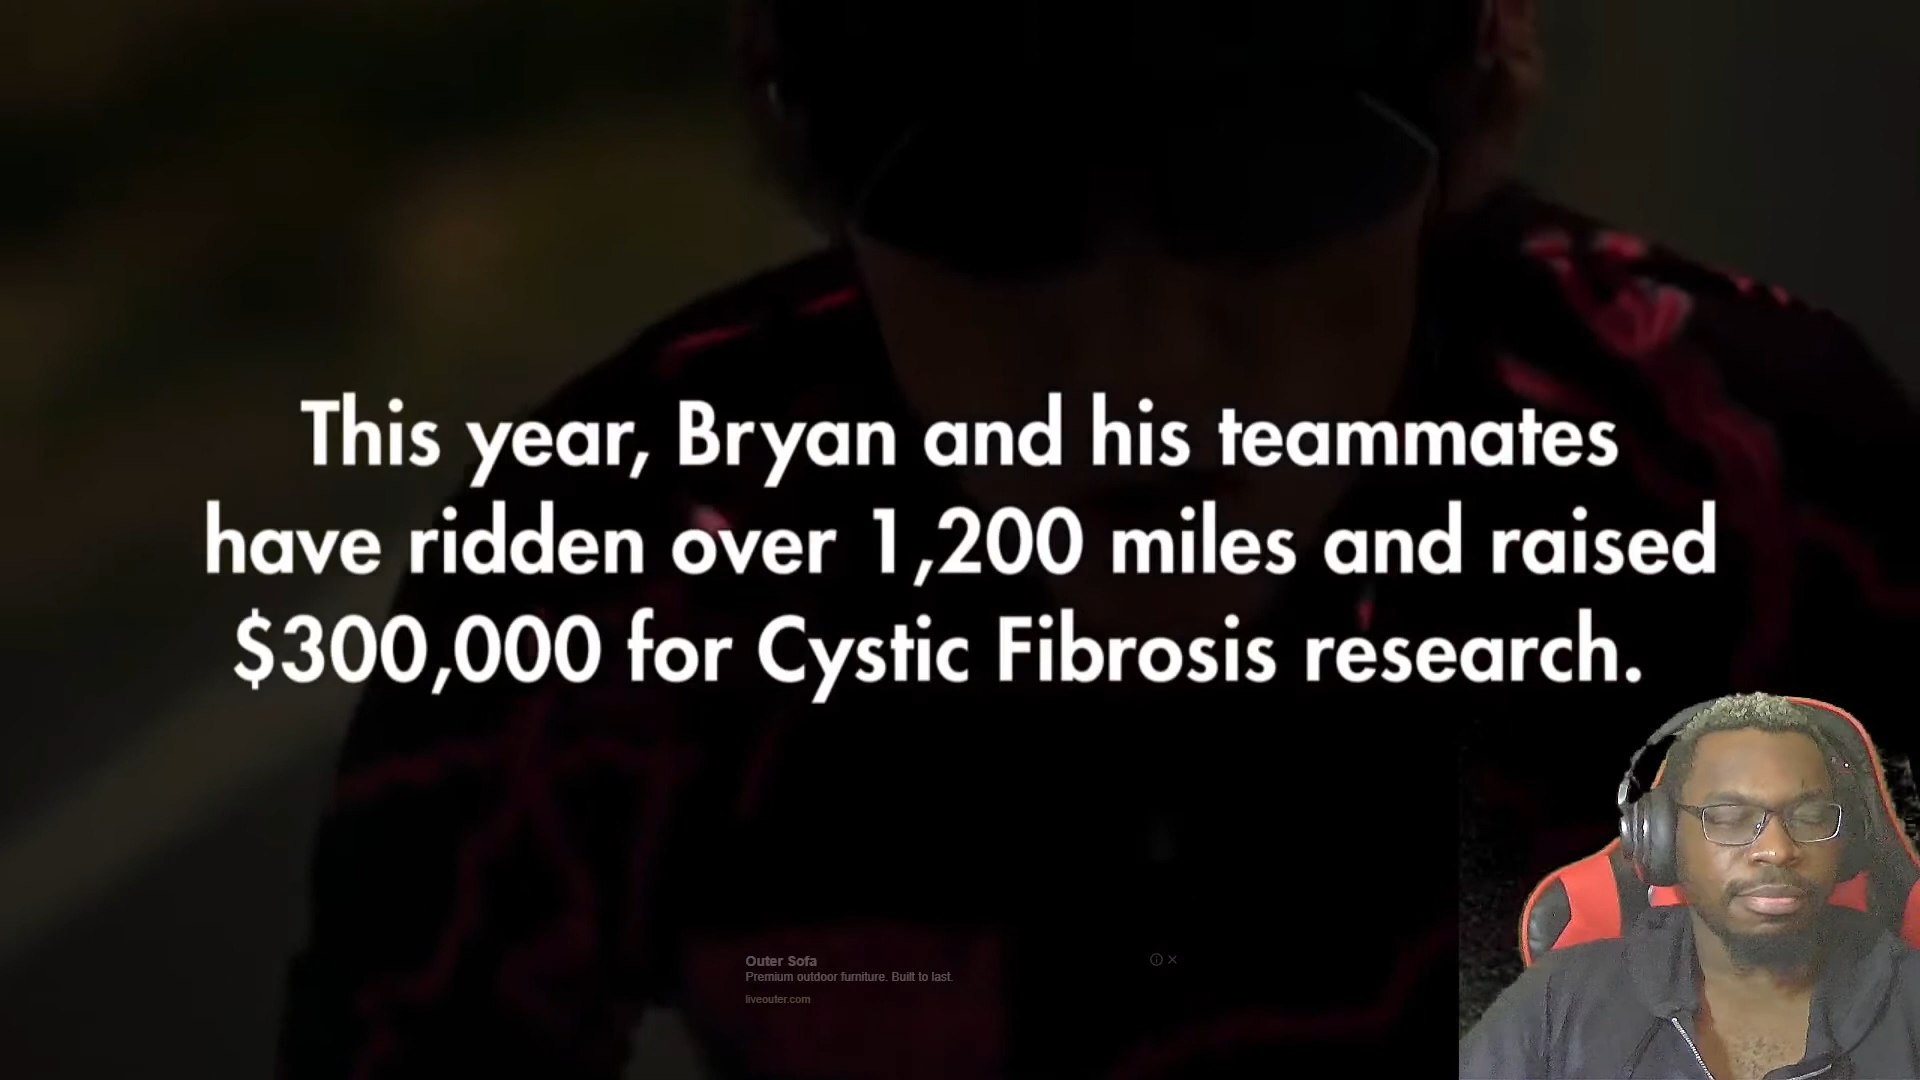 This year, Bryan and his teammates
have ridden over 1,200 miles and raised
$300,000 for Cystic Fibrosis research.
Outer Sofa
Premium outdoor furniture. Built to last.
liveouter.com